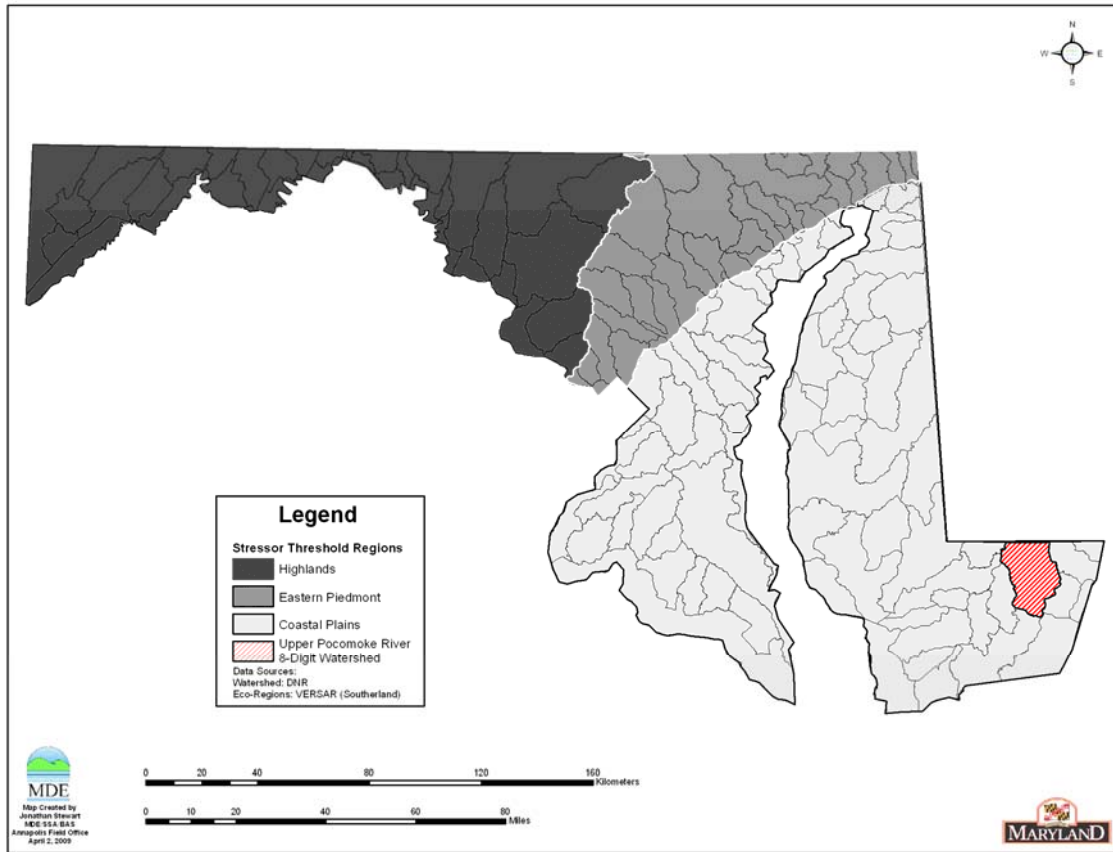 N
W E
S
Legend
Stressor Threshold Regions
Highlands
Eastern Piedmont
Coastal Plains
Upper Pocomoke River
8-Digit Watershed
Data Sources:
Watershed: DNR
Eco-Regions: VERSAR (Southerland)
MDE
Map Created by
Jonathan Stewart
MDE/SSA/BAS
Annapolis Field Office
April 2, 2009
0 20 40 80 120 160
Kilometers
0 10 20 40 60 80
Miles
MARYLAND